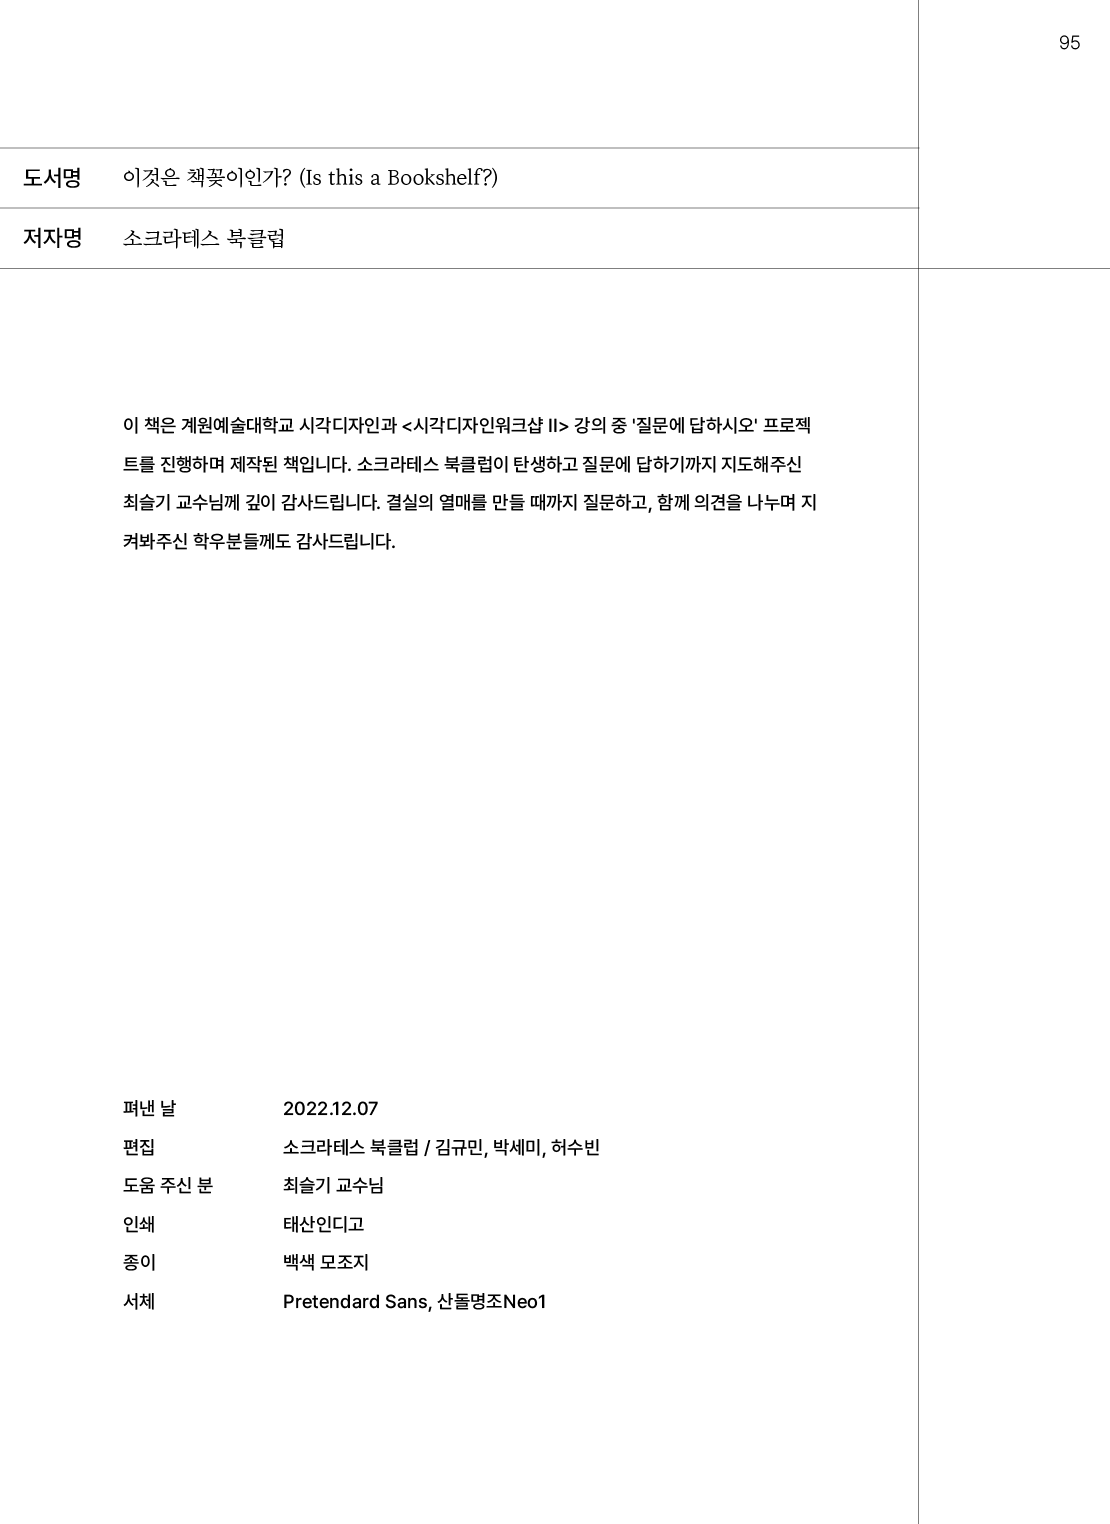 95
도서명 이것은 책꽂이인가? (Is this a Bookshelf?)
저자명 소크라테스 북클럽
이 책은 계원예술대학교 시각디자인과 <시각디자인워크샵 II> 강의 중 '질문에 답하시오' 프로젝
트를 진행하며 제작된 책입니다. 소크라테스 북클럽이 탄생하고 질문에 답하기까지 지도해주신
최슬기 교수님께 깊이 감사드립니다. 결실의 열매를 만들 때까지 질문하고, 함께 의견을 나누며 지
켜봐주신 학우분들께도 감사드립니다.
펴낸 날 2022.12.07
편집 소크라테스 북클럽 / 김규민, 박세미, 허수빈
도움 주신 분 최슬기 교수님
인쇄 태산인디고
종이 백색 모조지
서체 Pretendard Sans, 산돌명조Neo1